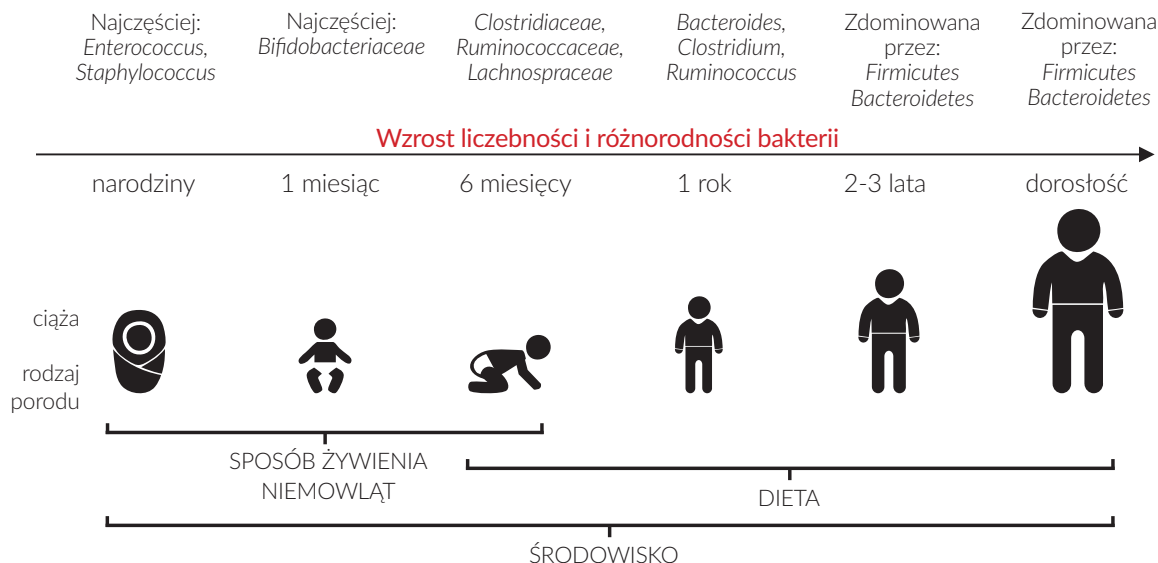 Najczęściej:
Enterococcus,
Staphylococcus
Najczęściej:
Bifidobacteriaceae
Clostridiaceae,
Ruminococcaceae,
Lachnospraceae
Bacteroides,
Clostridium,
Ruminococcus
Zdominowana
przez:
Firmicutes
Bacteroidetes
Zdominowana
przez:
Firmicutes
Bacteroidetes
Wzrost liczebności i różnorodności bakterii
narodziny
1 miesiąc
6 miesięcy
1 rok
2-3 lata
dorosłość
ciąża
rodzaj
porodu
SPOSÓB ŻYWIENIA
NIEMOWLĄT
DIETA
ŚRODOWISKO